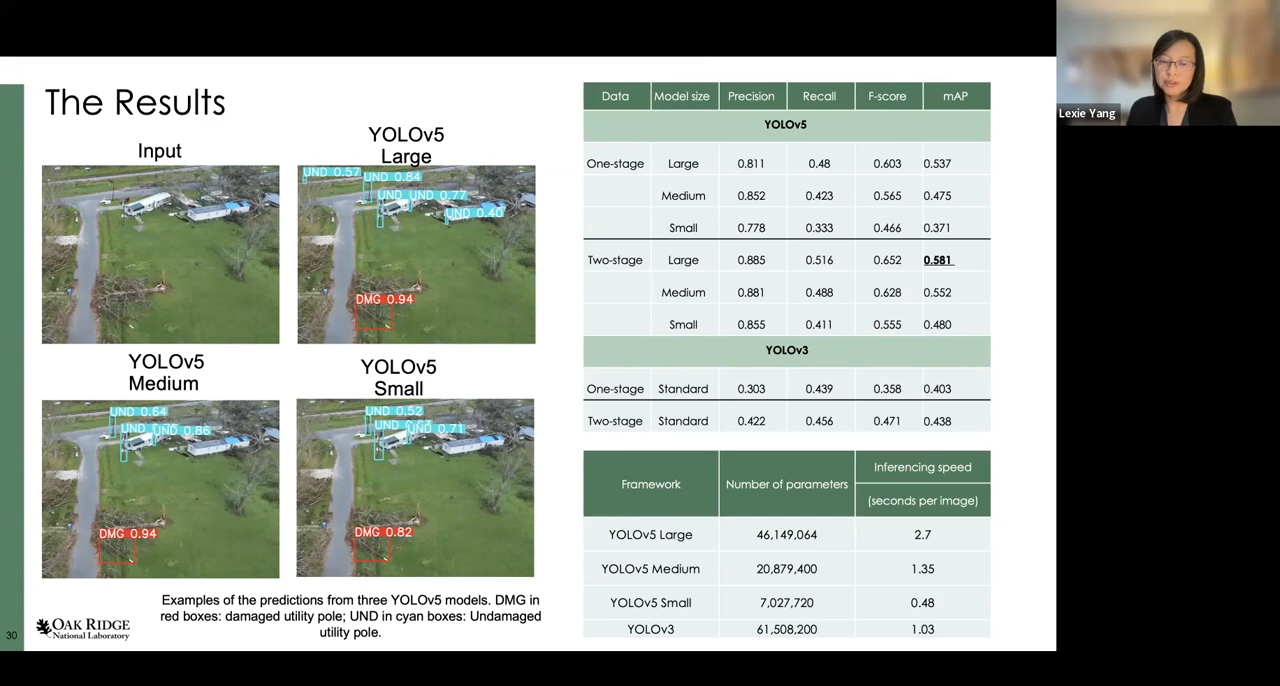 The Results
Input
YOLOv5
Large
UND 0.57
UND 0.84
UND UND 0.77
UND 0.40
DMG 0.94
YOLOv5
Medium
UND 0.64
UND UND 0.86
DMG 0.94
YOLOv5
Small
UND 0.52
UND UND 0.71
DMG 0.82
Examples of the predictions from three YOLOv5 models. DMG in
red boxes: damaged utility pole; UND in cyan boxes: Undamaged
utility pole.
30
OAK RIDGE
National Laboratory
Data Model size Precision Recall F-score mAP
YOLOv5
One-stage Large 0.811 0.48 0.603 0.537
Medium 0.852 0.423 0.565 0.475
Small 0.778 0.333 0.466 0.371
Two-stage Large 0.885 0.516 0.652 0.581
Medium 0.881 0.488 0.628 0.552
Small 0.855 0.411 0.555 0.480
YOLOv3
One-stage Standard 0.303 0.439 0.358 0.403
Two-stage Standard 0.422 0.456 0.471 0.438
Framework Number of parameters Inferencing speed
(seconds per image)
YOLOv5 Large 46,149,064 2.7
YOLOv5 Medium 20,879,400 1.35
YOLOv5 Small 7,027,720 0.48
YOLOv3 61,508,200 1.03
Lexie Yang